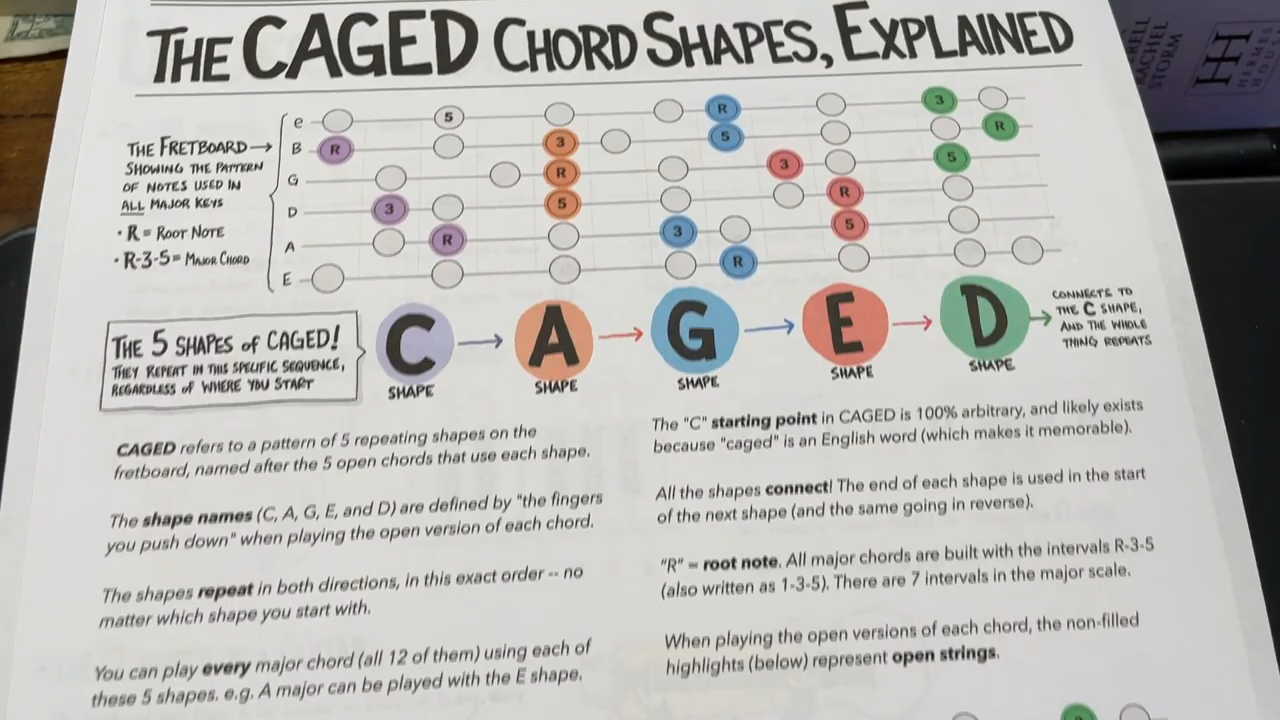 THE CAGED CHORD SHAPES, EXPLAINED
THE FRETBOARD →
SHOWING THE PATTERN
OF NOTES USED IN
ALL MAJOR KEYS
• R = ROOT NOTE
• R-3-5 = MAJOR CHORD
e 5 R 3
B R 3 5 R
G R 3 5
D 3 5 R
A R 3 5
E R
THE 5 SHAPES of CAGED!
THEY REPEAT IN THIS SPECIFIC SEQUENCE,
REGARDLESS of WHERE YOU START
C → A → G → E → D →
SHAPE SHAPE SHAPE SHAPE SHAPE
CONNECTS TO
THE C SHAPE,
AND THE WHOLE
THING REPEATS
CAGED refers to a pattern of 5 repeating shapes on the
fretboard, named after the 5 open chords that use each shape.
The shape names (C, A, G, E, and D) are defined by "the fingers
you push down" when playing the open version of each chord.
The shapes repeat in both directions, in this exact order -- no
matter which shape you start with.
You can play every major chord (all 12 of them) using each of
these 5 shapes. e.g. A major can be played with the E shape.
The "C" starting point in CAGED is 100% arbitrary, and likely exists
because "caged" is an English word (which makes it memorable).
All the shapes connect! The end of each shape is used in the start
of the next shape (and the same going in reverse).
"R" = root note. All major chords are built with the intervals R-3-5
(also written as 1-3-5). There are 7 intervals in the major scale.
When playing the open versions of each chord, the non-filled
highlights (below) represent open strings.
SACHEL
STORM
HERMES
HOUSE